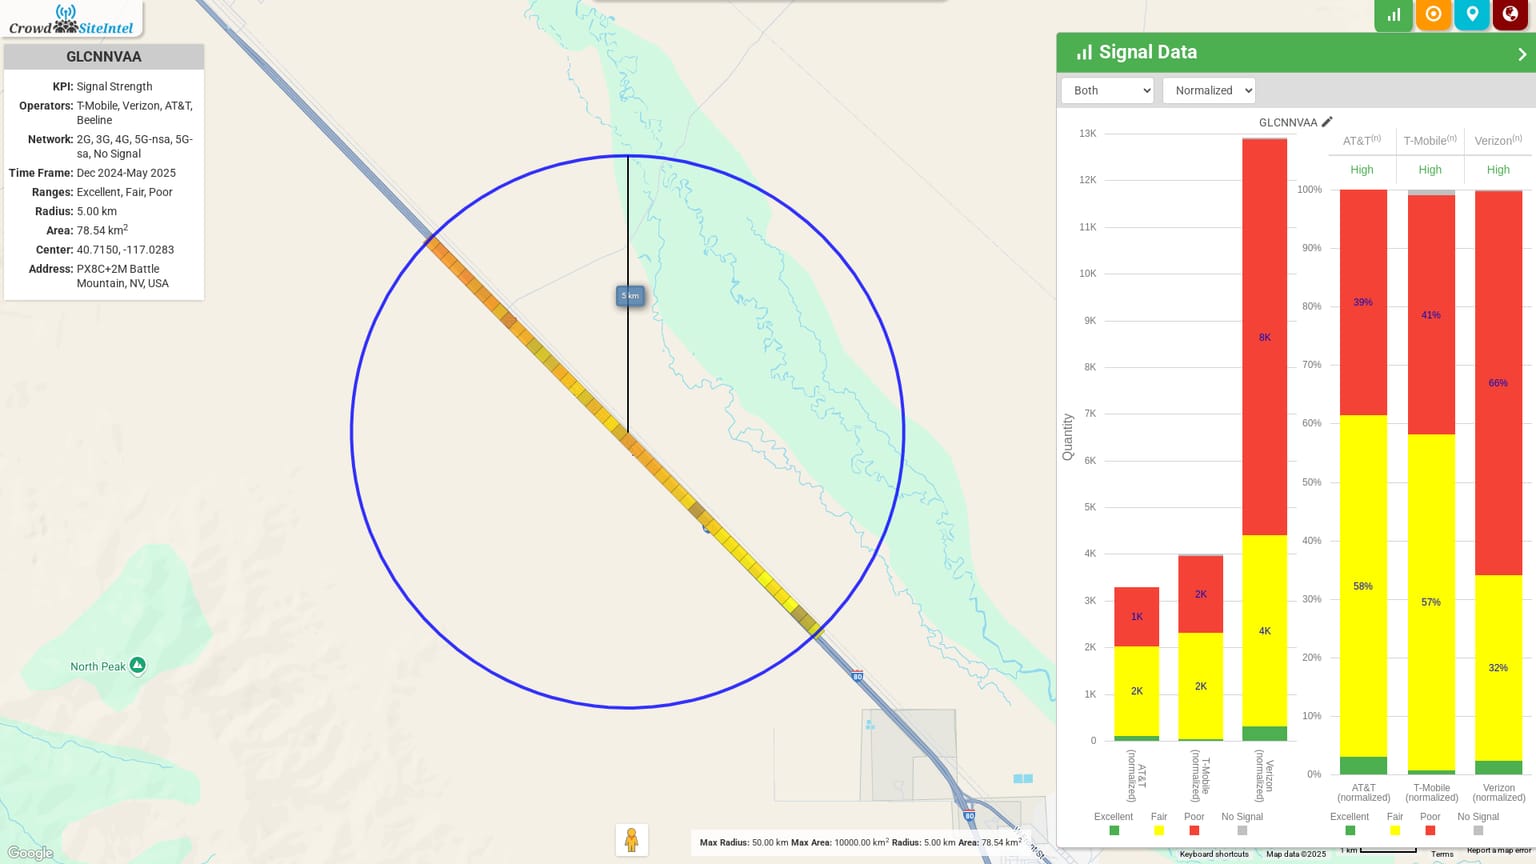 Crowd SiteIntel
GLCNNVAA
KPI: Signal Strength
Operators: T-Mobile, Verizon, AT&T,
Beeline
Network: 2G, 3G, 4G, 5G-nsa, 5G-
sa, No Signal
Time Frame: Dec 2024-May 2025
Ranges: Excellent, Fair, Poor
Radius: 5.00 km
Area: 78.54 km2
Center: 40.7150, -117.0283
Address: PX8C+2M Battle
Mountain, NV, USA
5 km
North Peak
80
80
Google
Max Radius: 50.00 km Max Area: 10000.00 km2 Radius: 5.00 km Area: 78.54 km2
Signal Data
Both
Normalized
GLCNNVAA
Quantity
13K
12K
11K
10K
9K
8K
7K
6K
5K
4K
3K
2K
1K
0
1K
2K
2K
2K
8K
4K
AT&T
(normalized)
T-Mobile
(normalized)
Verizon
(normalized)
Excellent Fair Poor No Signal
AT&T(n) T-Mobile(n) Verizon(n)
High High High
100%
90%
80%
70%
60%
50%
40%
30%
20%
10%
0%
39%
58%
41%
57%
66%
32%
AT&T
(normalized)
T-Mobile
(normalized)
Verizon
(normalized)
Excellent Fair Poor No Signal
Keyboard shortcuts Map data ©2025 1 km Terms Report a map error